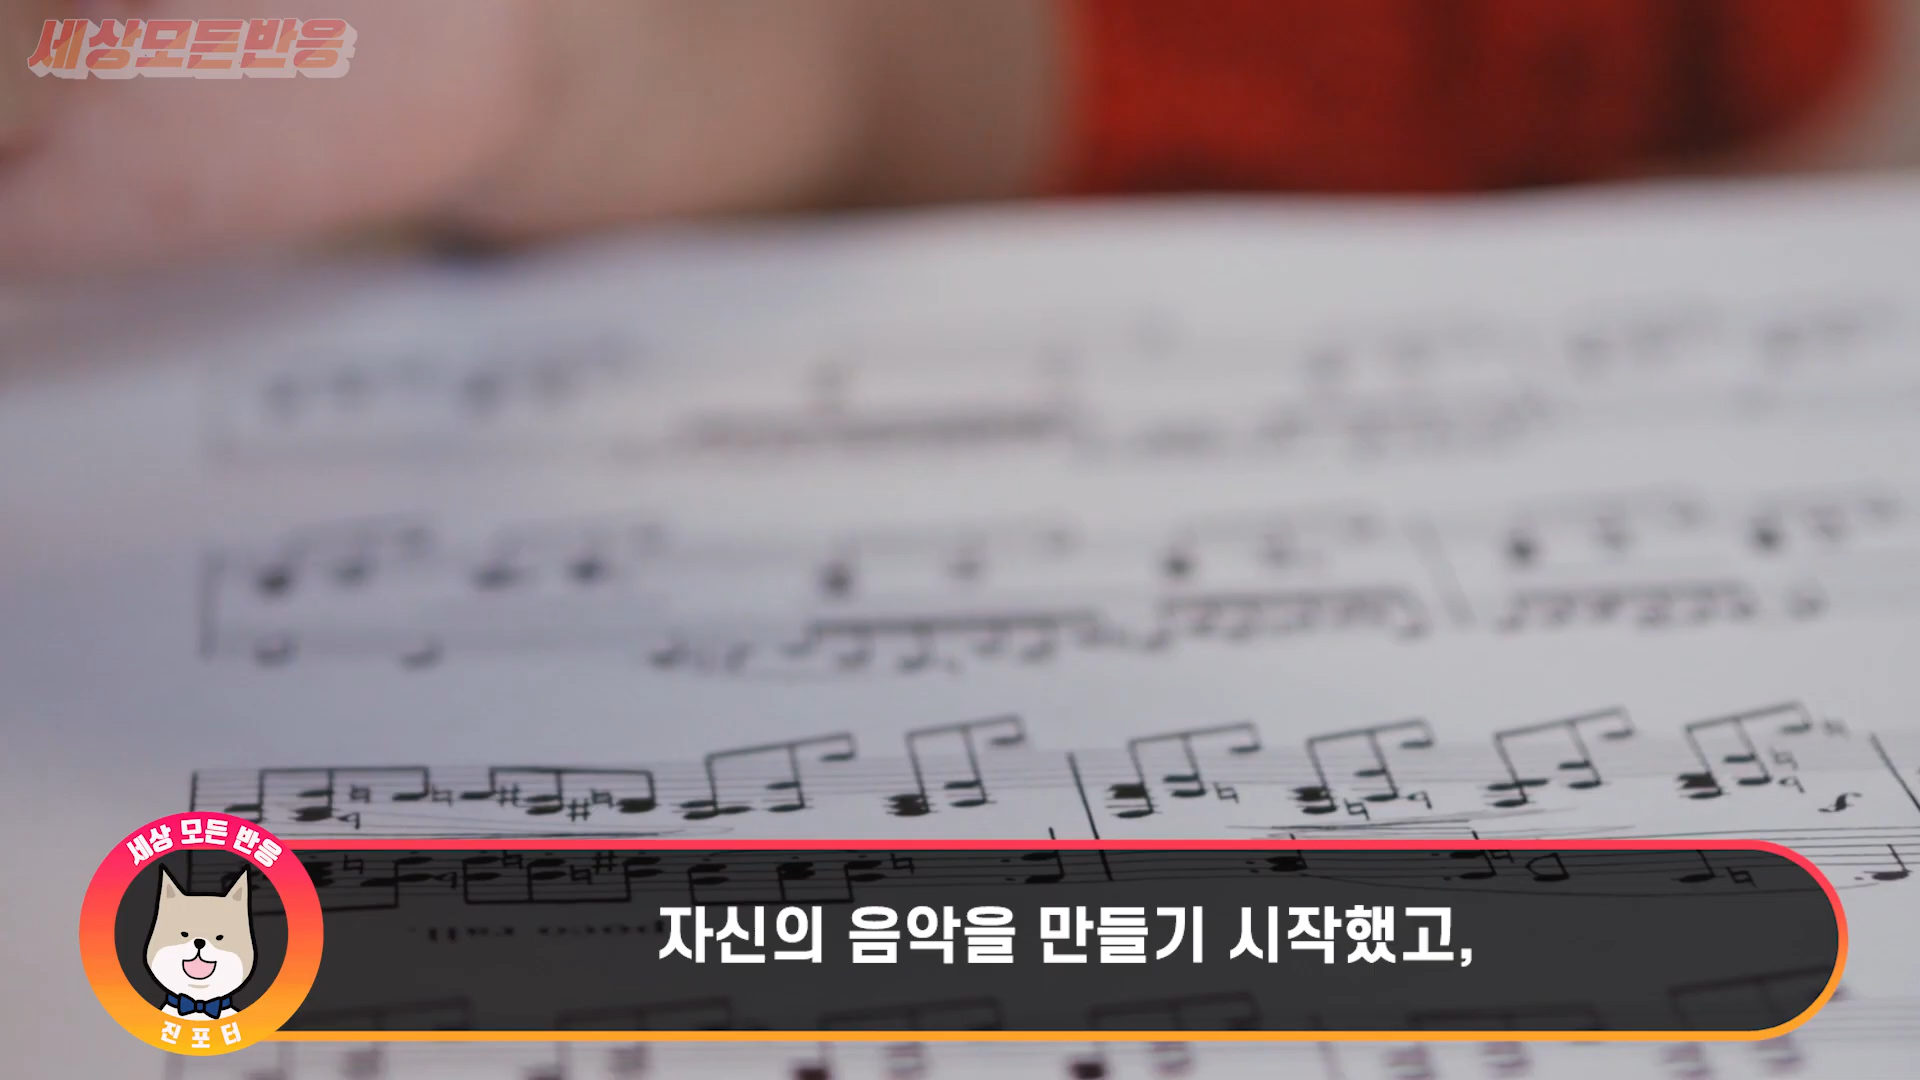 세상모든반응
세상 모든 반응
자신의 음악을 만들기 시작했고,
진포터